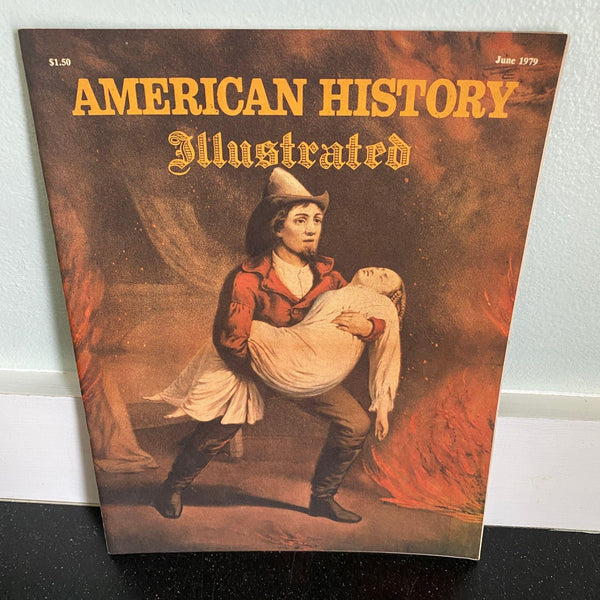 $1.50 June 1979
AMERICAN HISTORY
Illustrated